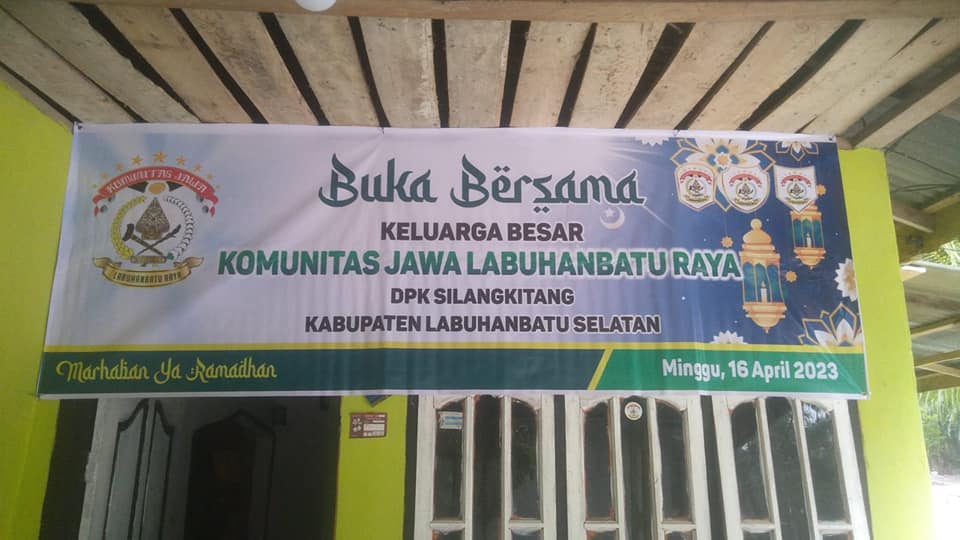 KOMUNITAS JAWA
LABUHANBATU RAYA
Buka Bersama
KELUARGA BESAR
KOMUNITAS JAWA LABUHANBATU RAYA
DPK SILANGKITANG
KABUPATEN LABUHANBATU SELATAN
Marhaban Ya Ramadhan
Minggu, 16 April 2023